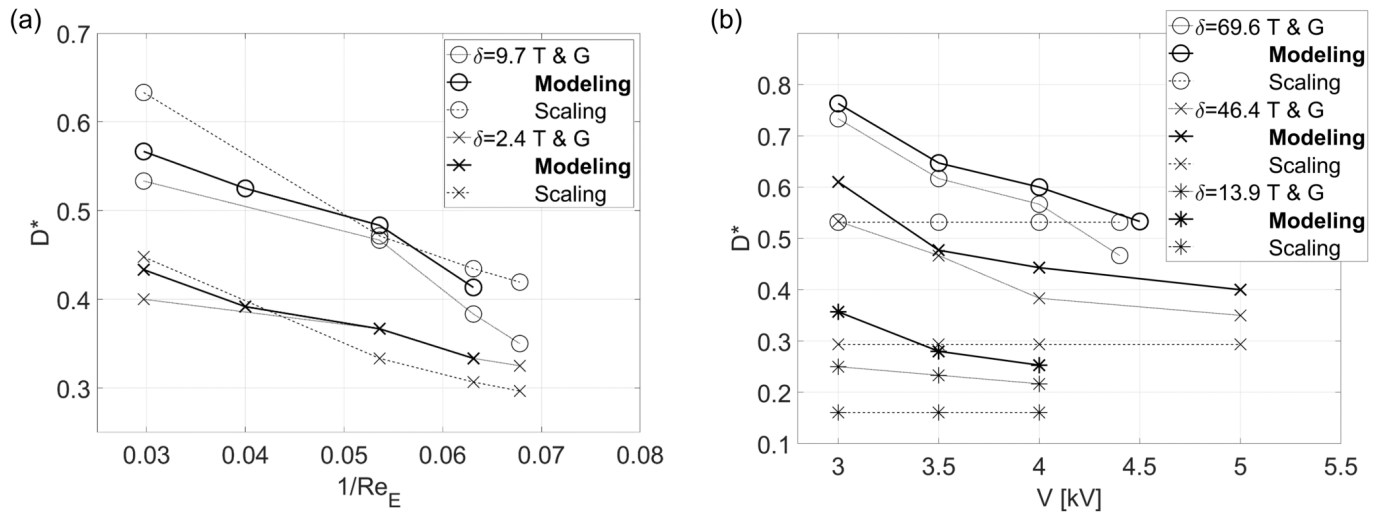 (a)
0.7
0.6
0.5
0.4
0.3
D*
0.03 0.04 0.05 0.06 0.07 0.08
1/Re_E
δ=9.7 T & G
Modeling
Scaling
δ=2.4 T & G
Modeling
Scaling
(b)
0.8
0.7
0.6
0.5
0.4
0.3
0.2
0.1
D*
3 3.5 4 4.5 5 5.5
V [kV]
δ=69.6 T & G
Modeling
Scaling
δ=46.4 T & G
Modeling
Scaling
δ=13.9 T & G
Modeling
Scaling